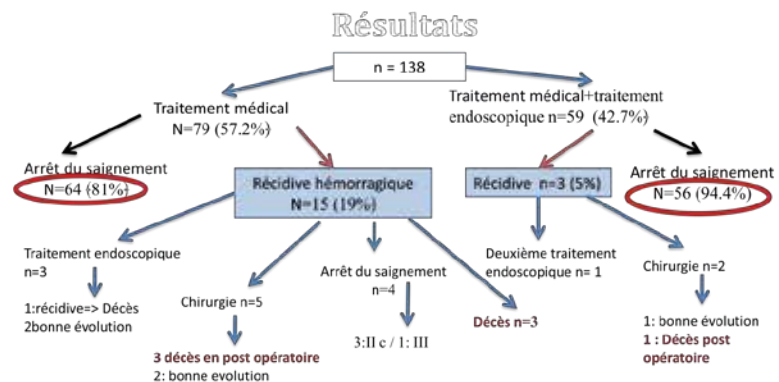 Résultats
n = 138
Traitement médical
N=79 (57.2%)
Traitement médical+traitement
endoscopique n=59 (42.7%)
Arrêt du saignement
N=64 (81%)
Récidive hémorragique
N=15 (19%)
Récidive n=3 (5%)
Arrêt du saignement
N=56 (94.4%)
Traitement endoscopique
n=3
1:récidive=> Décès
2bonne évolution
Chirurgie n=5
3 décès en post opératoire
2: bonne evolution
Arrêt du saignement
n=4
3:II c / 1: III
Décès n=3
Deuxième traitement
endoscopique n= 1
Chirurgie n=2
1: bonne évolution
1 : Décès post
opératoire